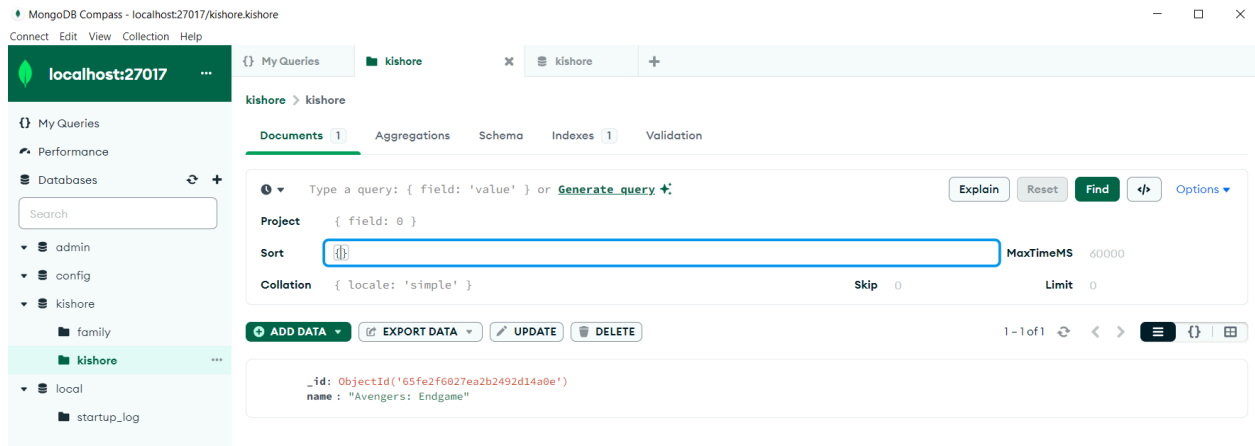 MongoDB Compass - localhost:27017/kishore.kishore
Connect Edit View Collection Help
localhost:27017 ...
{} My Queries
kishore
kishore
kishore > kishore
{} My Queries
Performance
Databases
Search
admin
config
kishore
family
kishore ...
local
startup_log
Documents 1 Aggregations Schema Indexes 1 Validation
Type a query: { field: 'value' } or Generate query Explain Reset Find </> Options
Project { field: 0 }
Sort {} MaxTimeMS 60000
Collation { locale: 'simple' } Skip 0 Limit 0
ADD DATA EXPORT DATA UPDATE DELETE 1 – 1 of 1 {}
_id: ObjectId('65fe2f6027ea2b2492d14a0e')
name : "Avengers: Endgame"